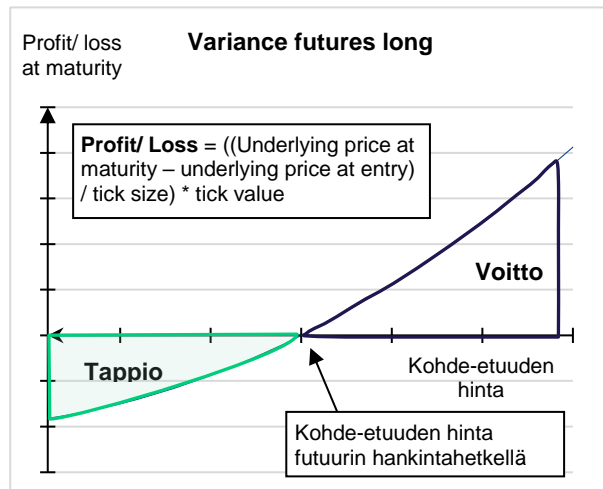 Profit/ loss
at maturity
Variance futures long
Profit/ Loss = ((Underlying price at
maturity – underlying price at entry)
/ tick size) * tick value
Voitto
Tappio
Kohde-etuuden
hinta
Kohde-etuuden hinta
futuurin hankintahetkellä